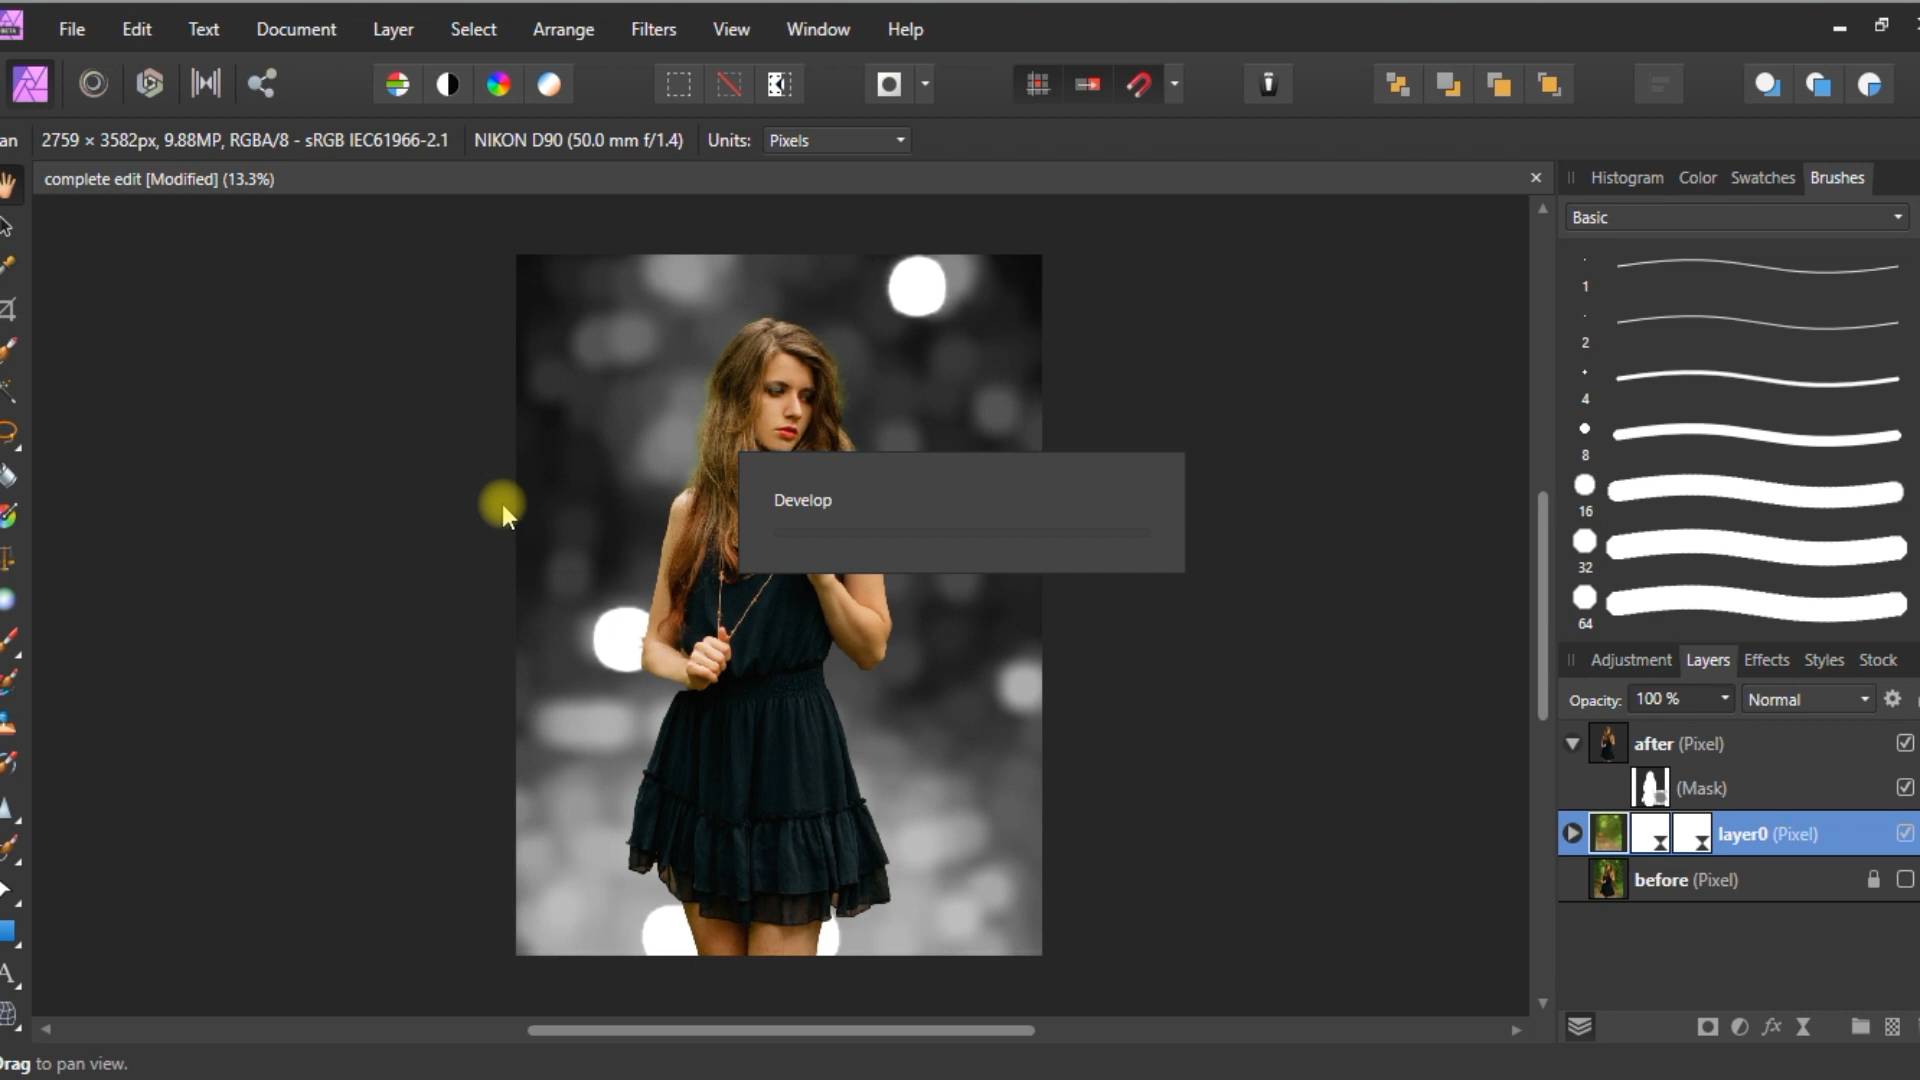 File Edit Text Document Layer Select Arrange Filters View Window Help
an 2759 × 3582px, 9.88MP, RGBA/8 - sRGB IEC61966-2.1 NIKON D90 (50.0 mm f/1.4) Units: Pixels
complete edit [Modified] (13.3%)
Histogram Color Swatches Brushes
Basic
1
2
4
8
16
32
64
Develop
Adjustment Layers Effects Styles Stock
Opacity: 100 % Normal
after (Pixel)
(Mask)
layer0 (Pixel)
before (Pixel)
Drag to pan view.